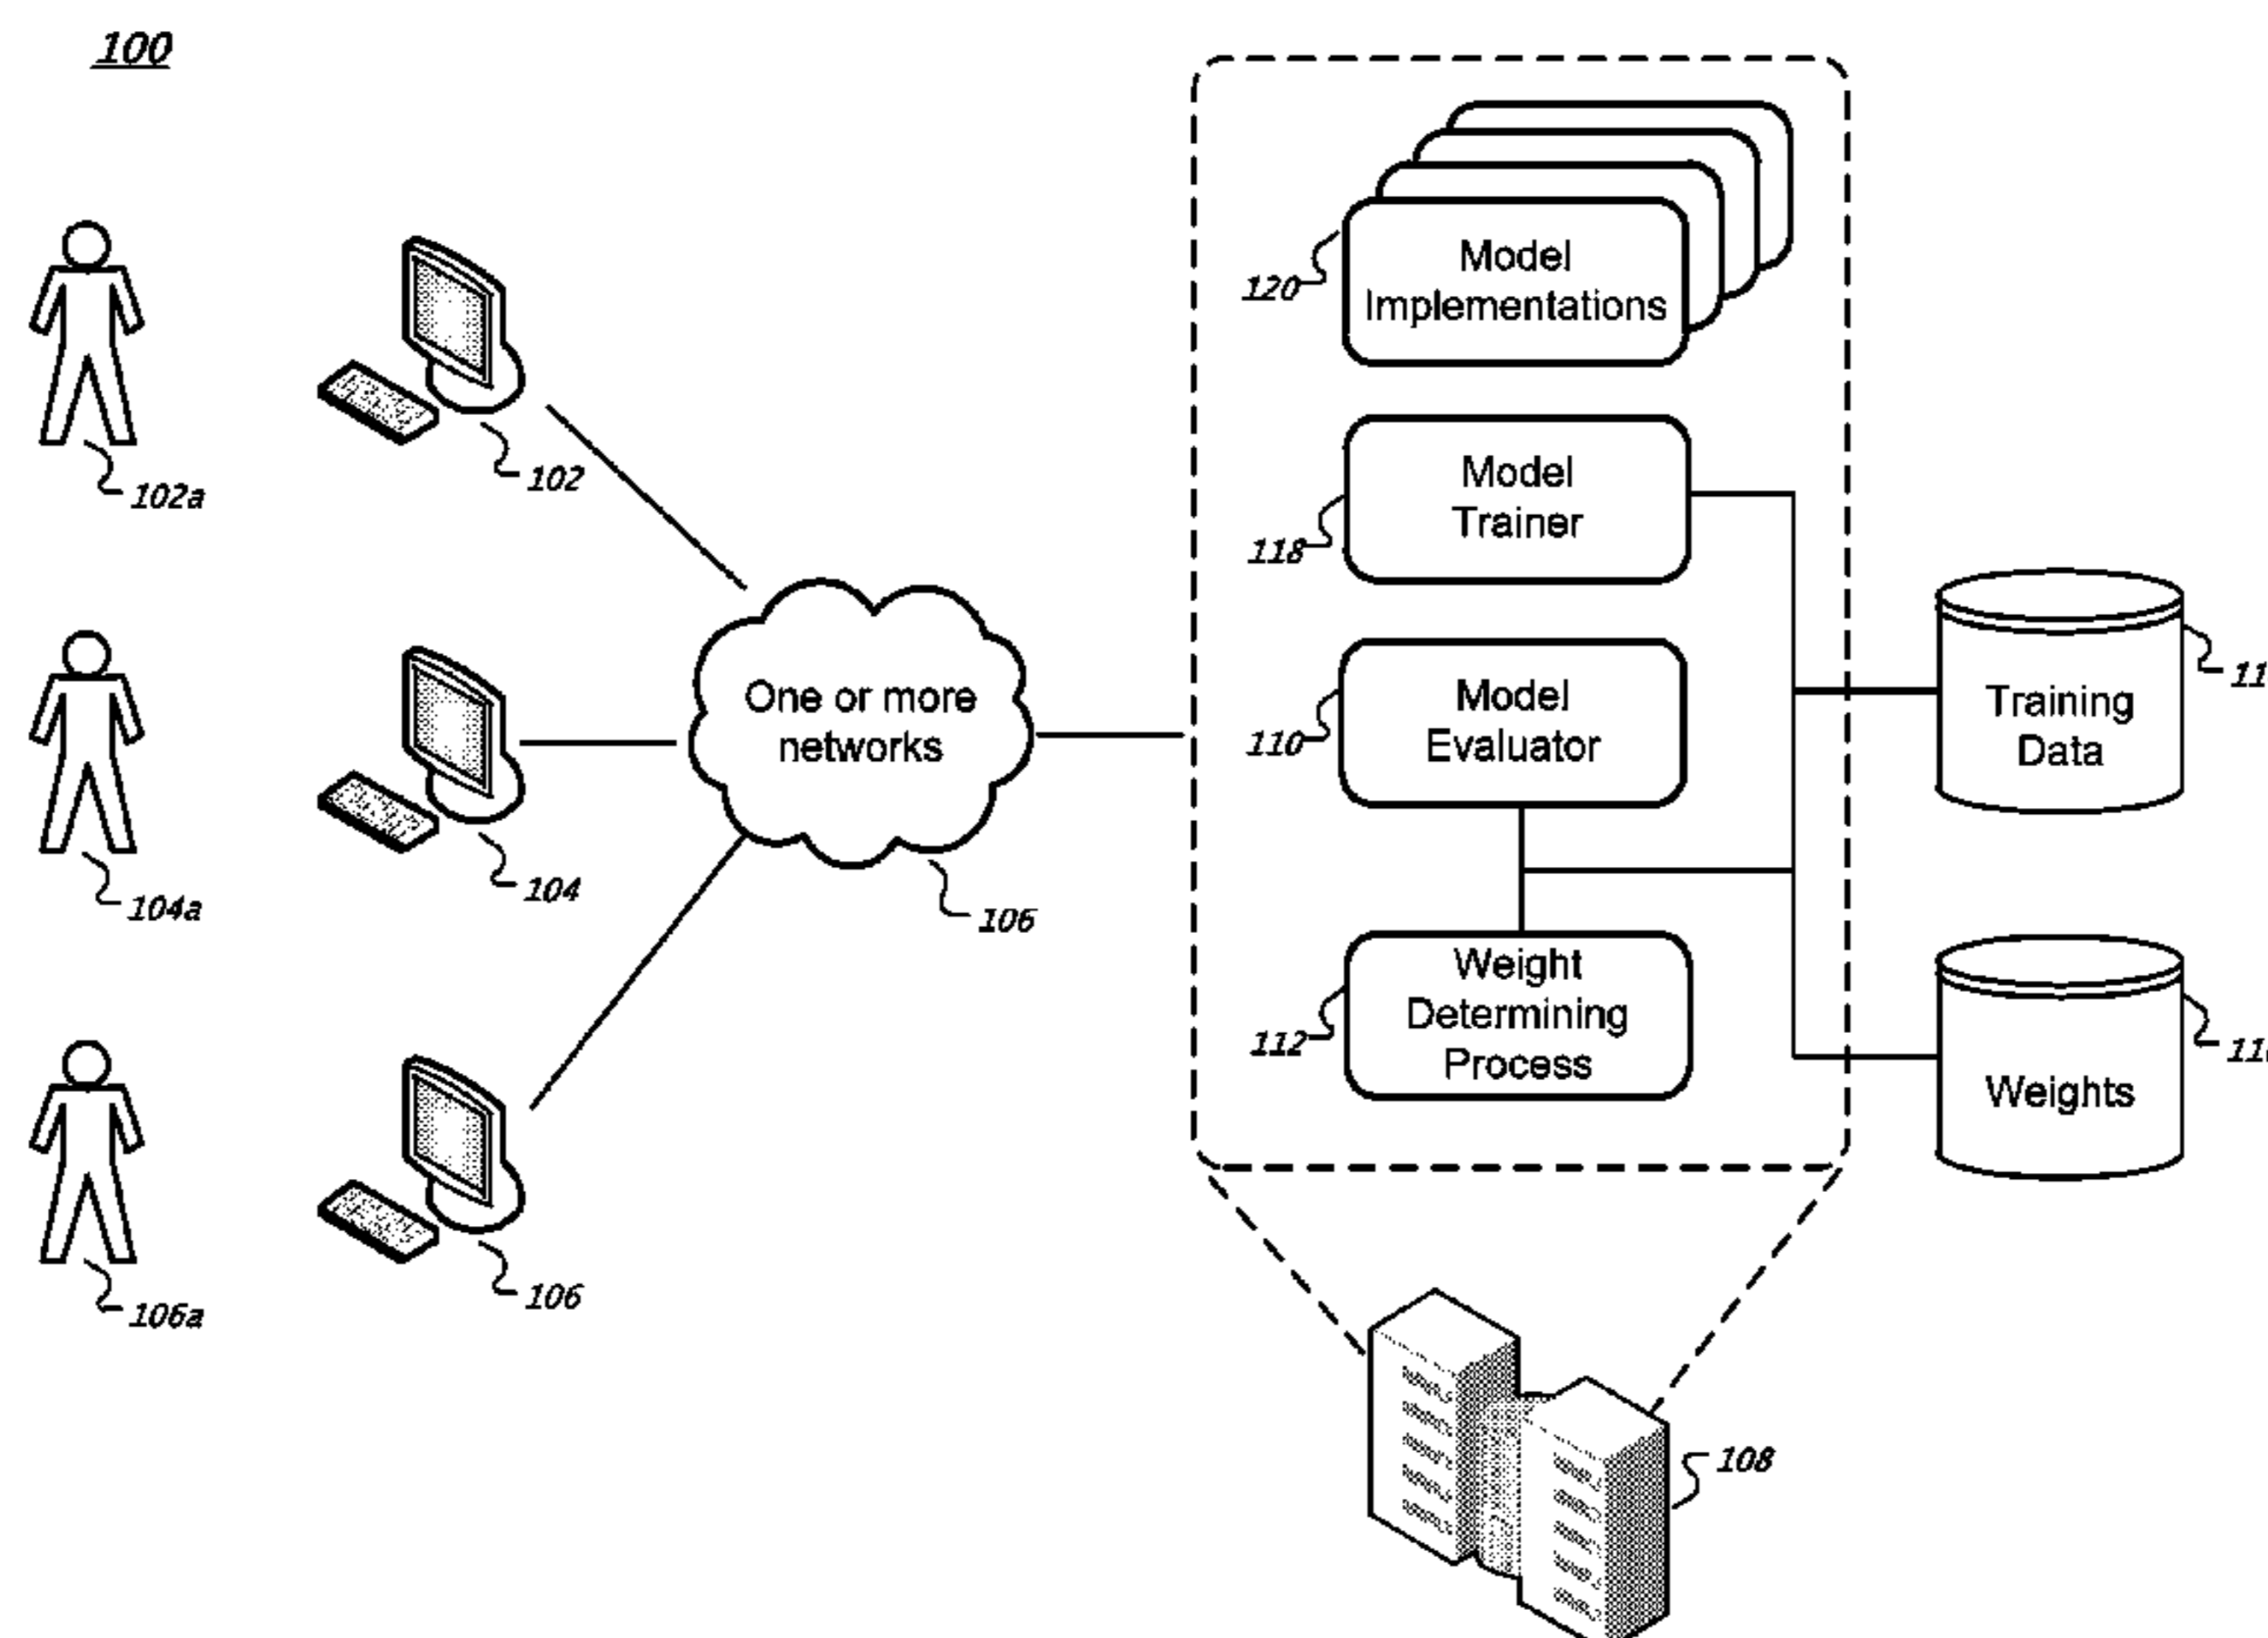 100
102a
102
104a
104
106a
106
One or more
networks
106
120
Model
Implementations
118
Model
Trainer
110
Model
Evaluator
112
Weight
Determining
Process
Training
Data
Weights
108